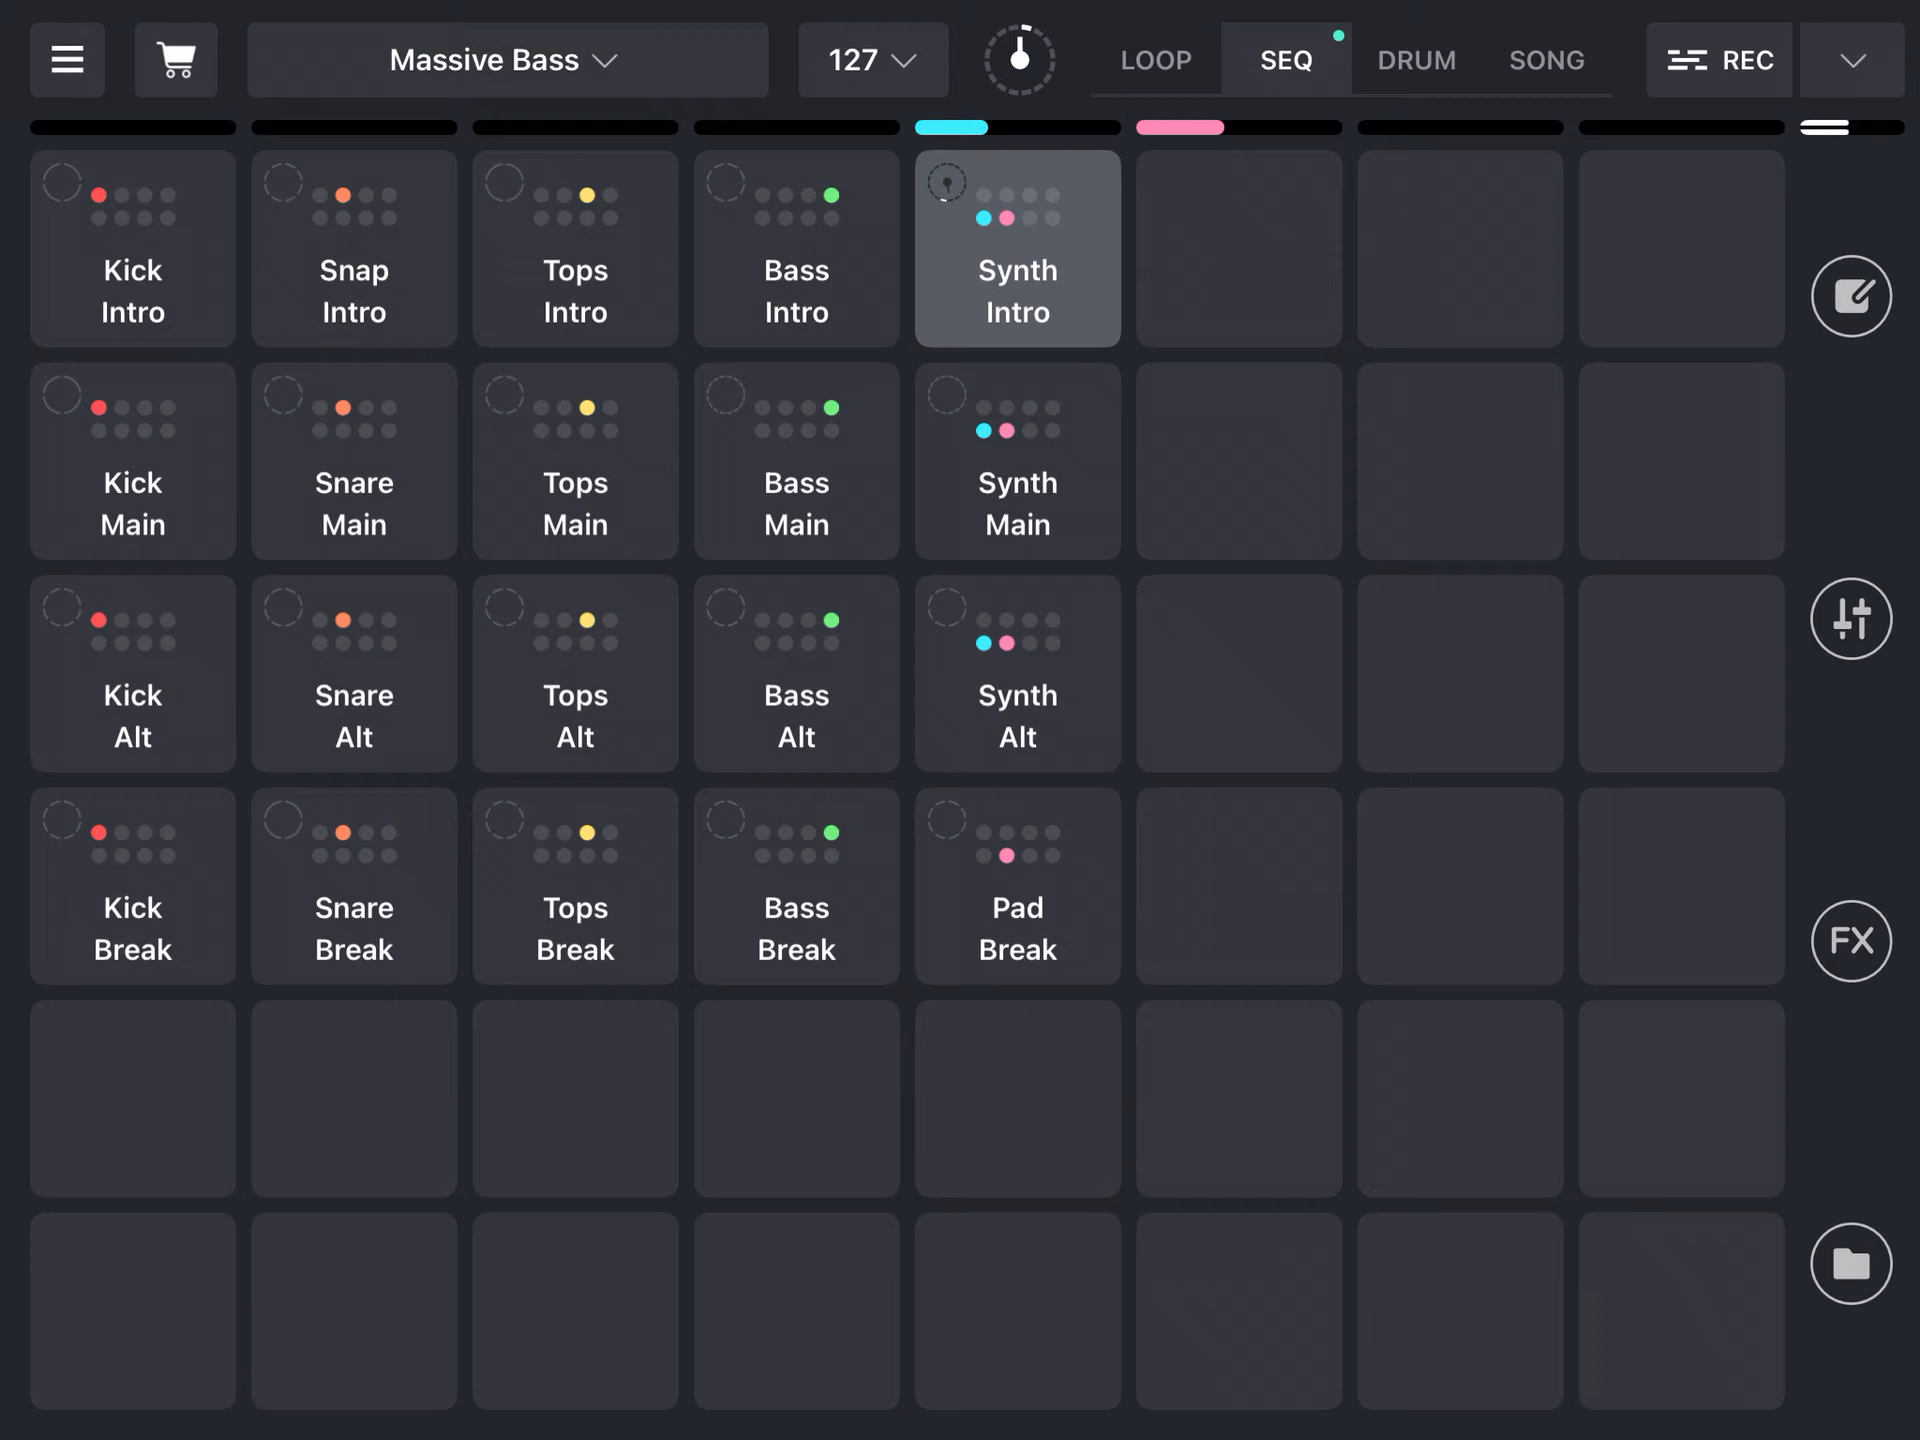 Massive Bass
127
LOOP
SEQ
DRUM
SONG
REC
Kick
Intro
Snap
Intro
Tops
Intro
Bass
Intro
Synth
Intro
Kick
Main
Snare
Main
Tops
Main
Bass
Main
Synth
Main
Kick
Alt
Snare
Alt
Tops
Alt
Bass
Alt
Synth
Alt
Kick
Break
Snare
Break
Tops
Break
Bass
Break
Pad
Break
FX